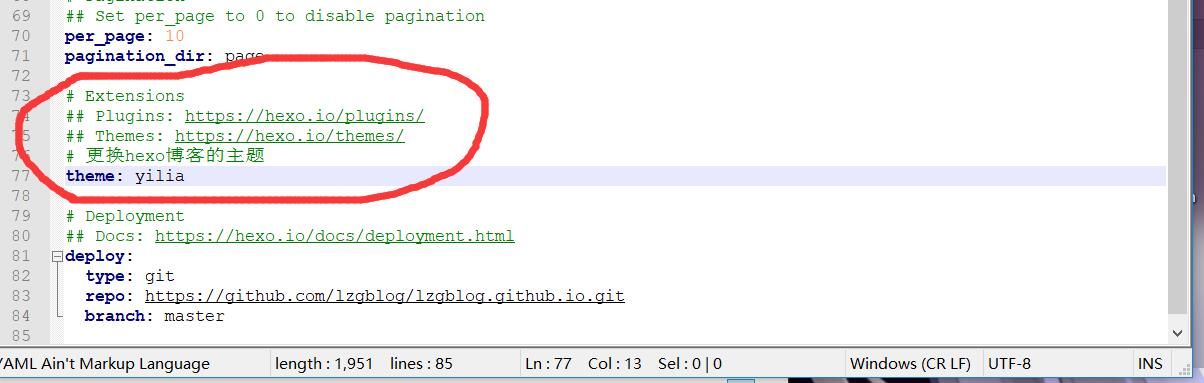 69 ## Set per_page to 0 to disable pagination
70 per_page: 10
71 pagination_dir: page
72
73 # Extensions
74 ## Plugins: https://hexo.io/plugins/
75 ## Themes: https://hexo.io/themes/
76 # 更换hexo博客的主题
77 theme: yilia
78
79 # Deployment
80 ## Docs: https://hexo.io/docs/deployment.html
81 deploy:
82 type: git
83 repo: https://github.com/lzgblog/lzgblog.github.io.git
84 branch: master
85
YAML Ain't Markup Language length : 1,951 lines : 85 Ln : 77 Col : 13 Sel : 0 | 0 Windows (CR LF) UTF-8 INS